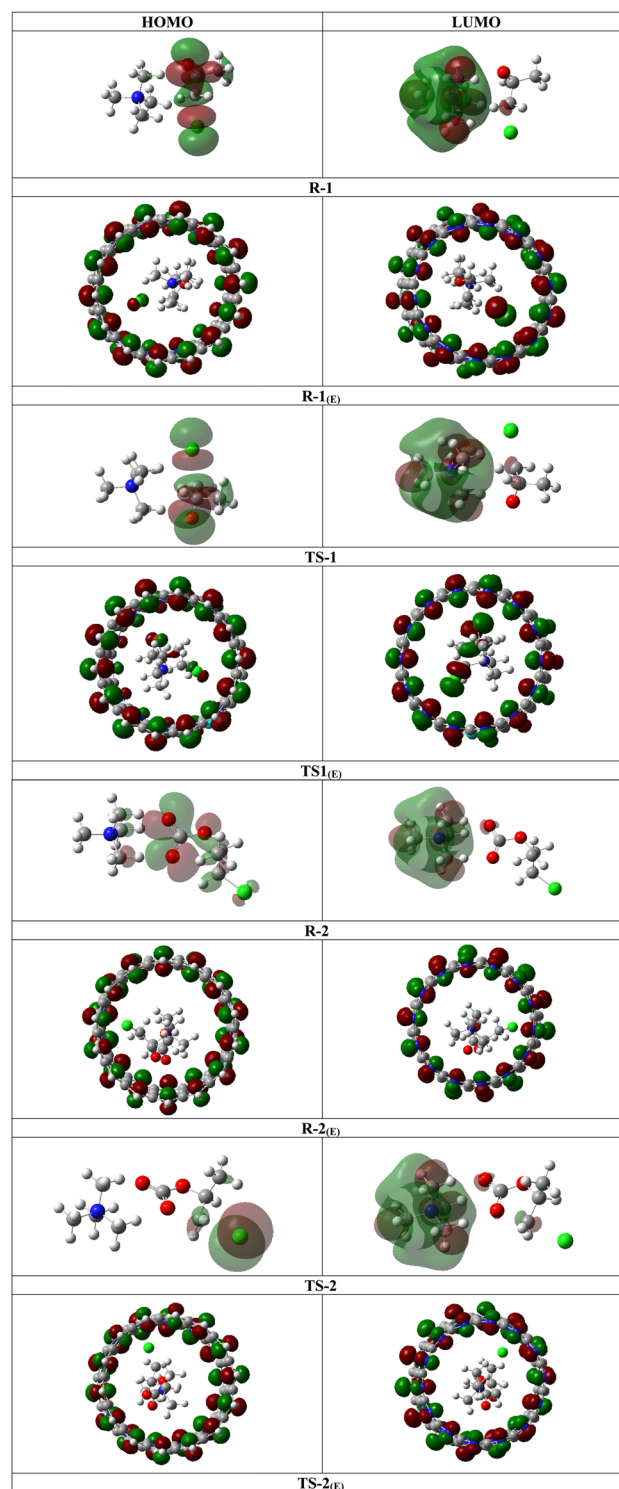 HOMO LUMO
R-1
R-1(E)
TS-1
TS1(E)
R-2
R-2(E)
TS-2
TS-2(E)